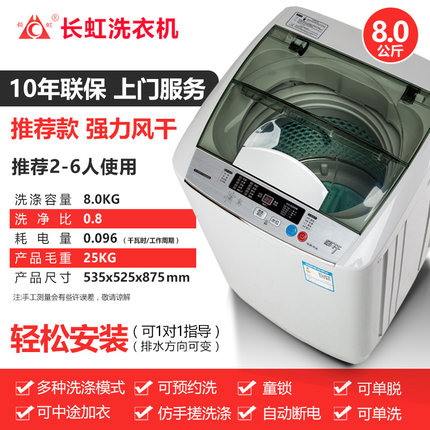 长虹洗衣机
8.0
公斤
10年联保 上门服务
推荐款 强力风干
推荐2-6人使用
洗涤容量 8.0KG
洗净比 0.8
耗电量 0.096 (千瓦时/工作周期)
产品毛重 25KG
产品尺寸 535x525x875mm
注:手工测量会有些许误差,敬请谅解
轻松安装 (可1对1指导)
(排水方向可变)
多种洗涤模式 可预约洗 童锁 可单脱
可中途加衣 仿手搓洗涤 自动断电 可单洗